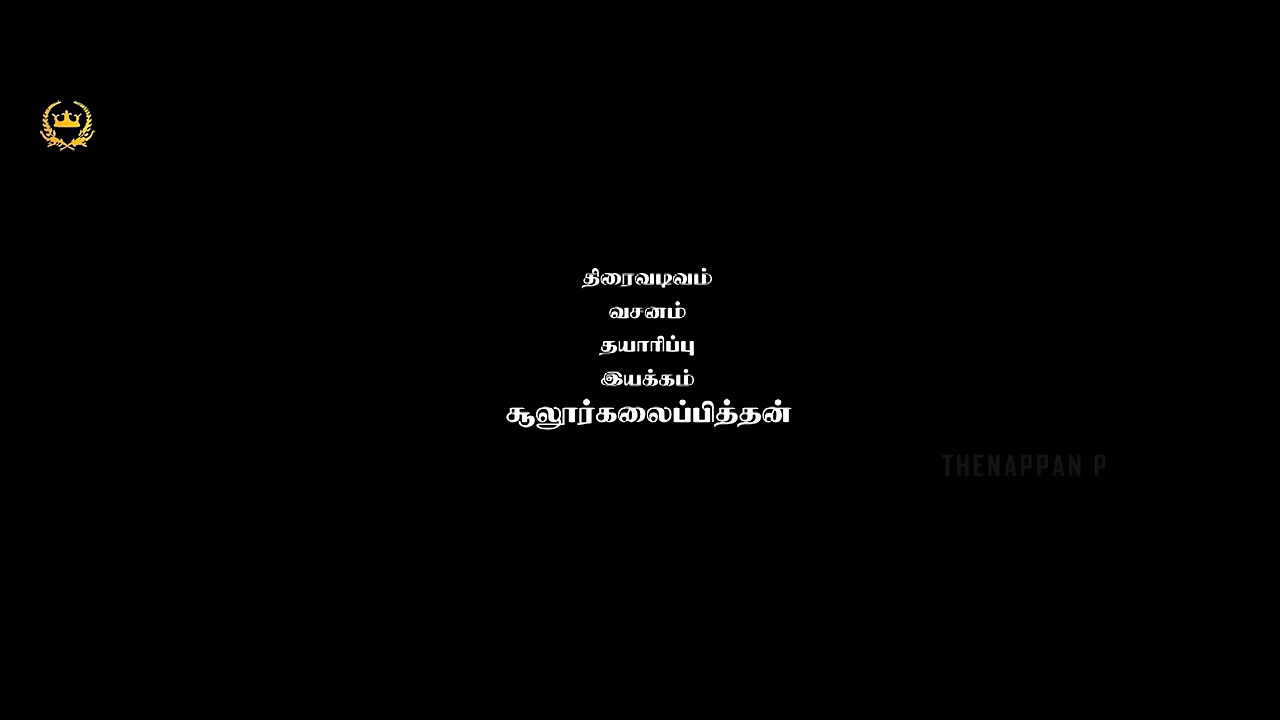 திரைவடிவம்
வசனம்
தயாரிப்பு
இயக்கம்
சூலூர்கலைப்பித்தன்
THENAPPAN P